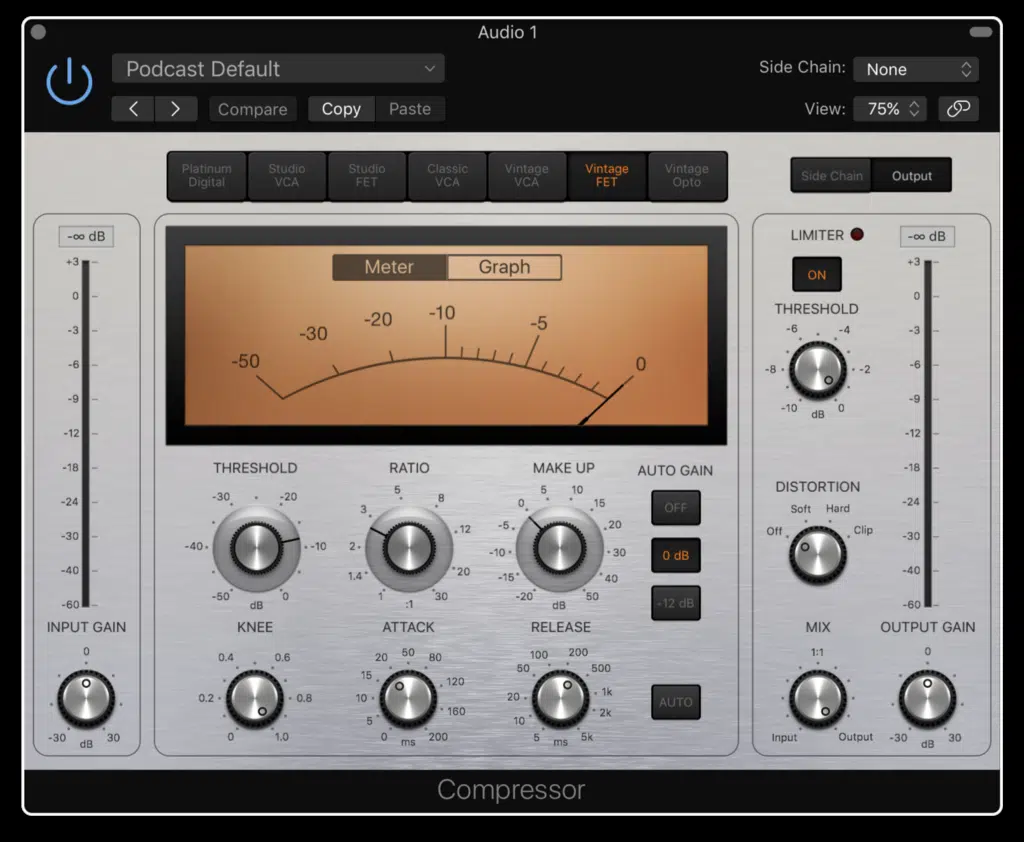 Audio 1
Podcast Default
Side Chain: None
Compare Copy Paste
View: 75%
Platinum Digital
Studio VCA
Studio FET
Classic VCA
Vintage VCA
Vintage FET
Vintage Opto
Side Chain Output
-∞ dB
+3
0
-3
-6
-9
-12
-18
-24
-30
-40
-60
INPUT GAIN
0
-30 dB 30
Meter Graph
-50 -30 -20 -10 -5 0
THRESHOLD
-30 -20
-40 -10
-50 dB 0
RATIO
5
3 8
2 12
1.4 20
1 :1 30
MAKE UP
5 10
0 15
-5 20
-10 30
-15 40
-20 dB 50
AUTO GAIN
OFF
0 dB
-12 dB
KNEE
0.4 0.6
0.2 0.8
0 1.0
ATTACK
50
20 80
15 120
10 160
5
0 ms 200
RELEASE
100 200
50 500
20 1k
10 2k
5 ms 5k
AUTO
LIMITER
ON
THRESHOLD
-6 -4
-8 -2
-10 dB 0
DISTORTION
Soft Hard
Off Clip
MIX
1:1
Input Output
-∞ dB
+3
0
-3
-6
-9
-12
-18
-24
-30
-40
-60
OUTPUT GAIN
0
-30 dB 30
Compressor